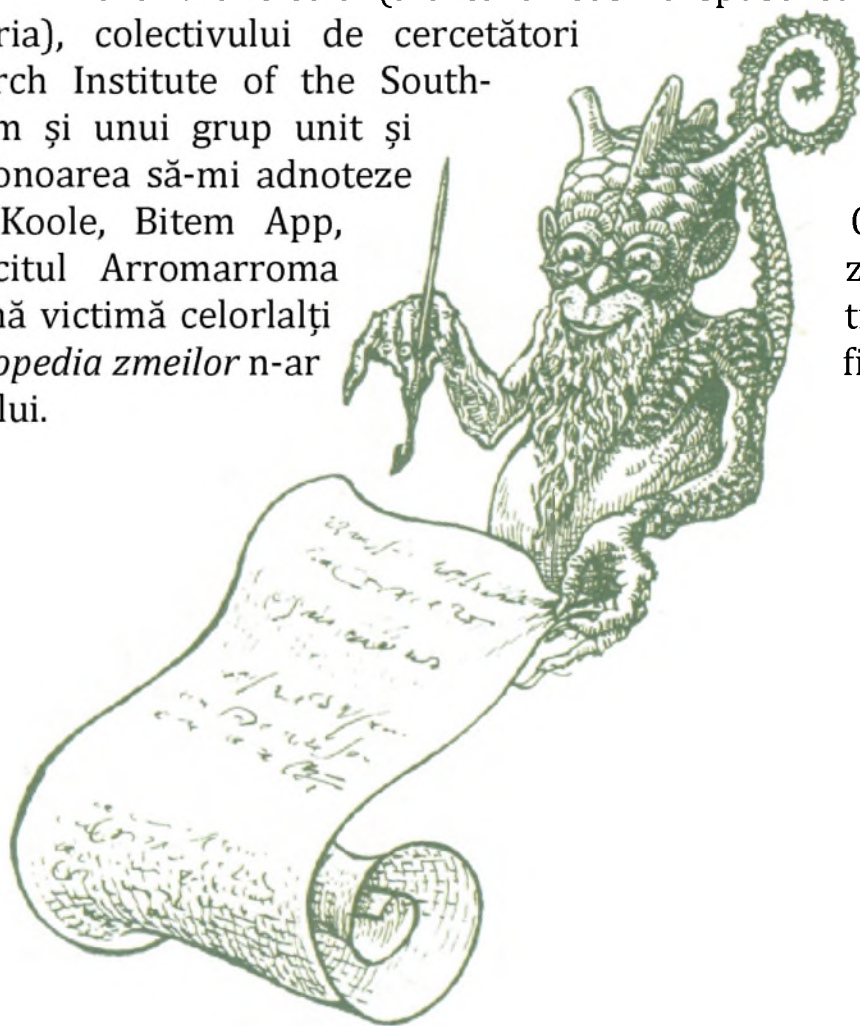 ria), colectivului de cercetători
rch Institute of the South-
m și unui grup unit și
onoarea să-mi adnoteze
Koole, Bitem App,
citul Arromarroma
nă victimă celorlalți
opedia zmeilor n-ar
lui.
z
fi